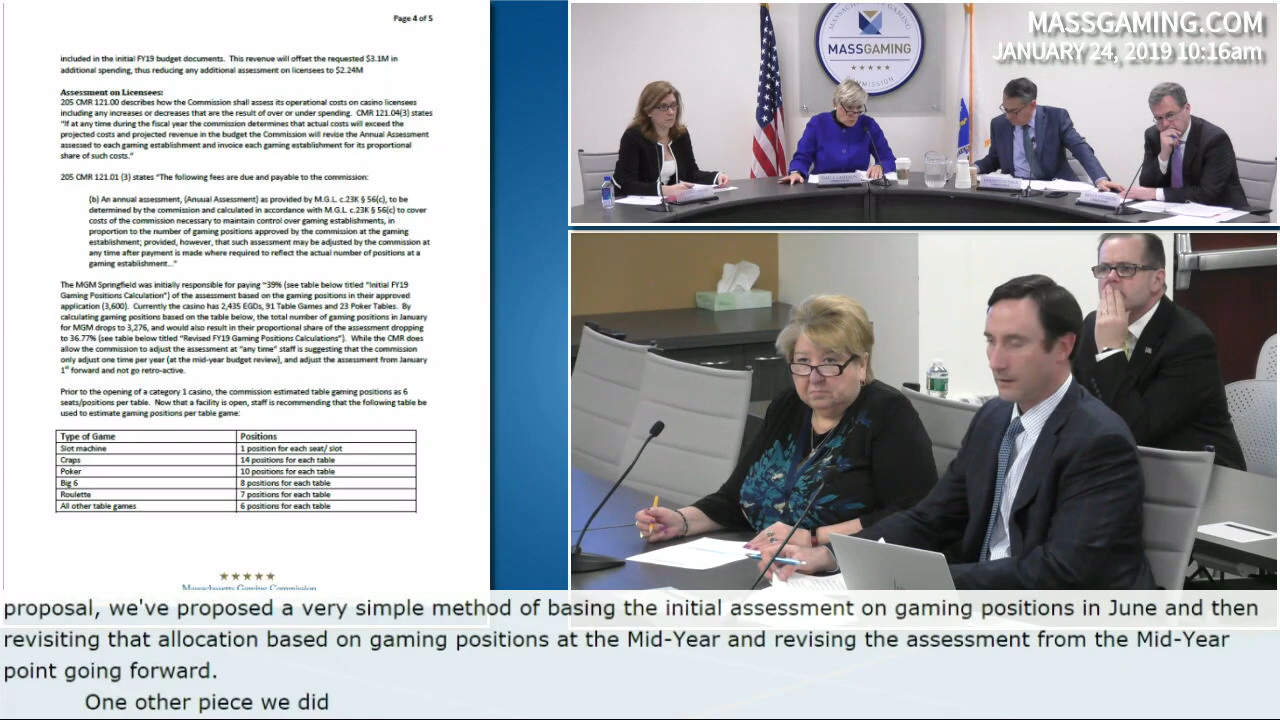 Page 4 of 5
included in the initial FY19 budget documents. This revenue will offset the requested $3.1M in
additional spending, thus reducing any additional assessment on licensees to $2.24M
Assessment on Licensees:
205 CMR 121.00 describes how the Commission shall assess its operational costs on casino licensees
including any increases or decreases that are the result of over or under spending. CMR 121.04(3) states
"If at any time during the fiscal year the commission determines that actual costs will exceed the
projected costs and projected revenue in the budget the Commission will revise the Annual Assessment
assessed to each gaming establishment and invoice each gaming establishment for its proportional
share of such costs."
205 CMR 121.01 (3) states "The following fees are due and payable to the commission:
(b) An annual assessment, (Anuual Assessment) as provided by M.G.L. c.23K § 56(c), to be
determined by the commission and calculated in accordance with M.G.L. c.23K § 56(c) to cover
costs of the commission necessary to maintain control over gaming establishments, in
proportion to the number of gaming positions approved by the commission at the gaming
establishment; provided, however, that such assessment may be adjusted by the commission at
any time after payment is made where required to reflect the actual number of positions at a
gaming establishment..."
The MGM Springfield was initially responsible for paying ~39% (see table below titled "Initial FY19
Gaming Positions Calculation") of the assessment based on the gaming positions in their approved
application (3,600). Currently the casino has 2,435 EGDs, 91 Table Games and 23 Poker Tables. By
calculating gaming positions based on the table below, the total number of gaming positions in January
for MGM drops to 3,276, and would also result in their proportional share of the assessment dropping
to 36.77% (see table below titled "Revised FY19 Gaming Positions Calculations"). While the CMR does
allow the commission to adjust the assessment at "any time" staff is suggesting that the commission
only adjust one time per year (at the mid-year budget review), and adjust the assessment from January
1st forward and not go retro-active.
Prior to the opening of a category 1 casino, the commission estimated table gaming positions as 6
seats/positions per table. Now that a facility is open, staff is recommending that the following table be
used to estimate gaming positions per table game:
Type of Game Positions
Slot machine 1 position for each seat/ slot
Craps 14 positions for each table
Poker 10 positions for each table
Big 6 8 positions for each table
Roulette 7 positions for each table
All other table games 6 positions for each table
★★★★★
Massachusetts Gaming Commission
MASSACHUSETTS GAMING
MASSGAMING
COMMISSION
MASSGAMING.COM
JANUARY 24, 2019 10:16am
proposal, we've proposed a very simple method of basing the initial assessment on gaming positions in June and then
revisiting that allocation based on gaming positions at the Mid-Year and revising the assessment from the Mid-Year
point going forward.
One other piece we did